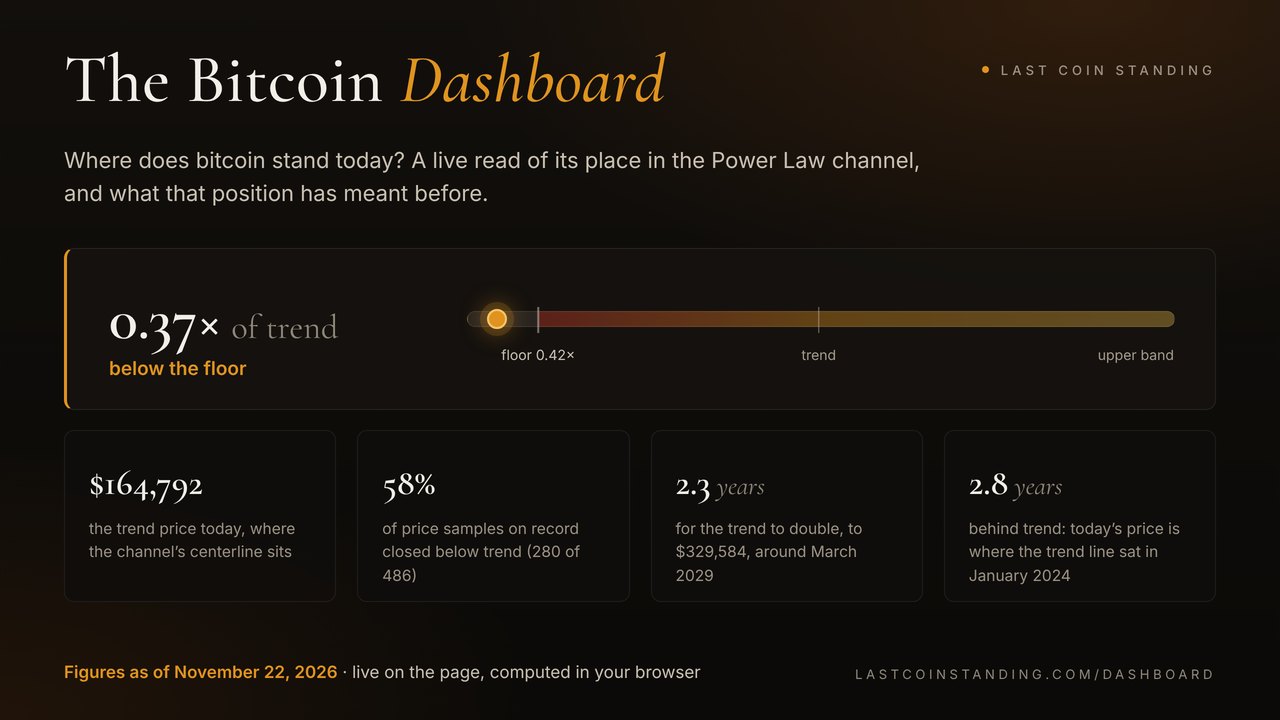 The Bitcoin Dashboard
LAST COIN STANDING
Where does bitcoin stand today? A live read of its place in the Power Law channel,
and what that position has meant before.
0.37× of trend
below the floor
floor 0.42×
trend
upper band
$164,792
the trend price today, where
the channel’s centerline sits
58%
of price samples on record
closed below trend (280 of
486)
2.3 years
for the trend to double, to
$329,584, around March
2029
2.8 years
behind trend: today’s price is
where the trend line sat in
January 2024
Figures as of November 22, 2026 · live on the page, computed in your browser
LASTCOINSTANDING.COM/DASHBOARD